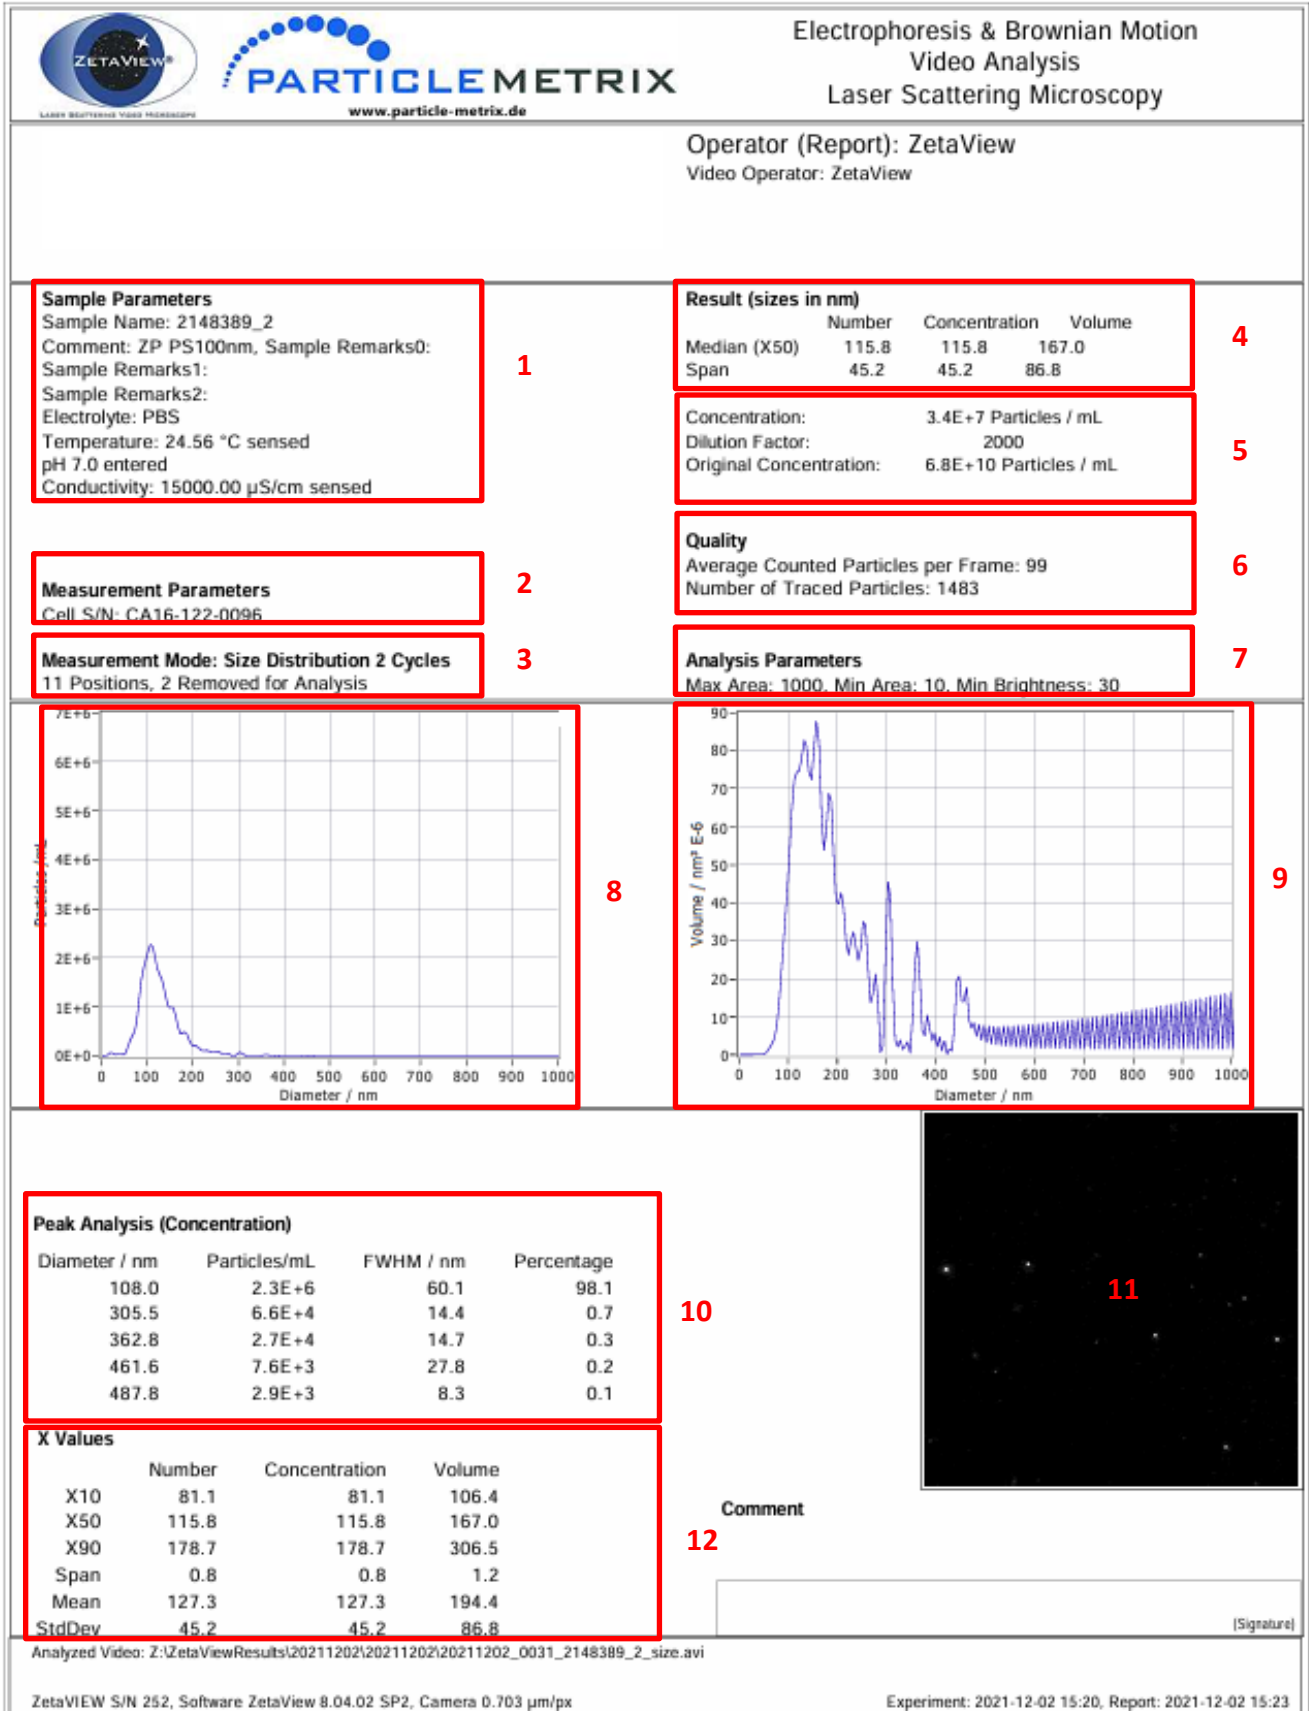 ZETAVIEW®
LASER SCATTERING VIDEO MICROSCOPE
PARTICLE METRIX
www.particle-metrix.de
Electrophoresis & Brownian Motion
Video Analysis
Laser Scattering Microscopy
Operator (Report): ZetaView
Video Operator: ZetaView
Sample Parameters
Sample Name: 2148389_2
Comment: ZP PS100nm, Sample Remarks0:
Sample Remarks1:
Sample Remarks2:
Electrolyte: PBS
Temperature: 24.56 °C sensed
pH 7.0 entered
Conductivity: 15000.00 µS/cm sensed
1
Measurement Parameters
Cell S/N: CA16-122-0096
2
Measurement Mode: Size Distribution 2 Cycles
11 Positions, 2 Removed for Analysis
3
Result (sizes in nm)
Number Concentration Volume
Median (X50) 115.8 115.8 167.0
Span 45.2 45.2 86.8
4
Concentration: 3.4E+7 Particles / mL
Dilution Factor: 2000
Original Concentration: 6.8E+10 Particles / mL
5
Quality
Average Counted Particles per Frame: 99
Number of Traced Particles: 1483
6
Analysis Parameters
Max Area: 1000, Min Area: 10, Min Brightness: 30
7
7E+6
6E+6
5E+6
4E+6
3E+6
2E+6
1E+6
0E+0
Particles /mL
0 100 200 300 400 500 600 700 800 900 1000
Diameter / nm
8
90
80
70
60
50
40
30
20
10
0
Volume / nm³ E-6
0 100 200 300 400 500 600 700 800 900 1000
Diameter / nm
9
Peak Analysis (Concentration)
Diameter / nm Particles/mL FWHM / nm Percentage
108.0 2.3E+6 60.1 98.1
305.5 6.6E+4 14.4 0.7
362.8 2.7E+4 14.7 0.3
461.6 7.6E+3 27.8 0.2
487.8 2.9E+3 8.3 0.1
10
11
X Values
Number Concentration Volume
X10 81.1 81.1 106.4
X50 115.8 115.8 167.0
X90 178.7 178.7 306.5
Span 0.8 0.8 1.2
Mean 127.3 127.3 194.4
StdDev 45.2 45.2 86.8
12
Comment
(Signature)
Analyzed Video: Z:\ZetaViewResults\20211202\20211202\20211202_0031_2148389_2_size.avi
ZetaVIEW S/N 252, Software ZetaView 8.04.02 SP2, Camera 0.703 µm/px
Experiment: 2021-12-02 15:20, Report: 2021-12-02 15:23